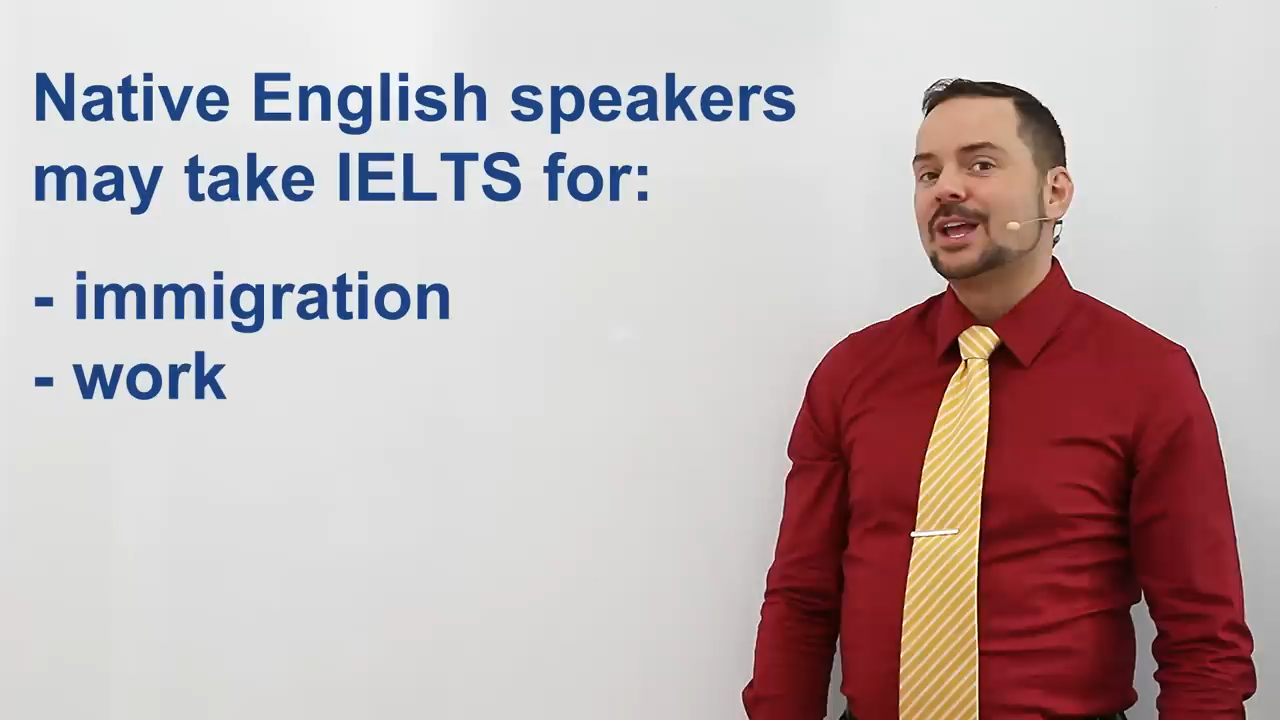 Native English speakers
may take IELTS for:
- immigration
- work